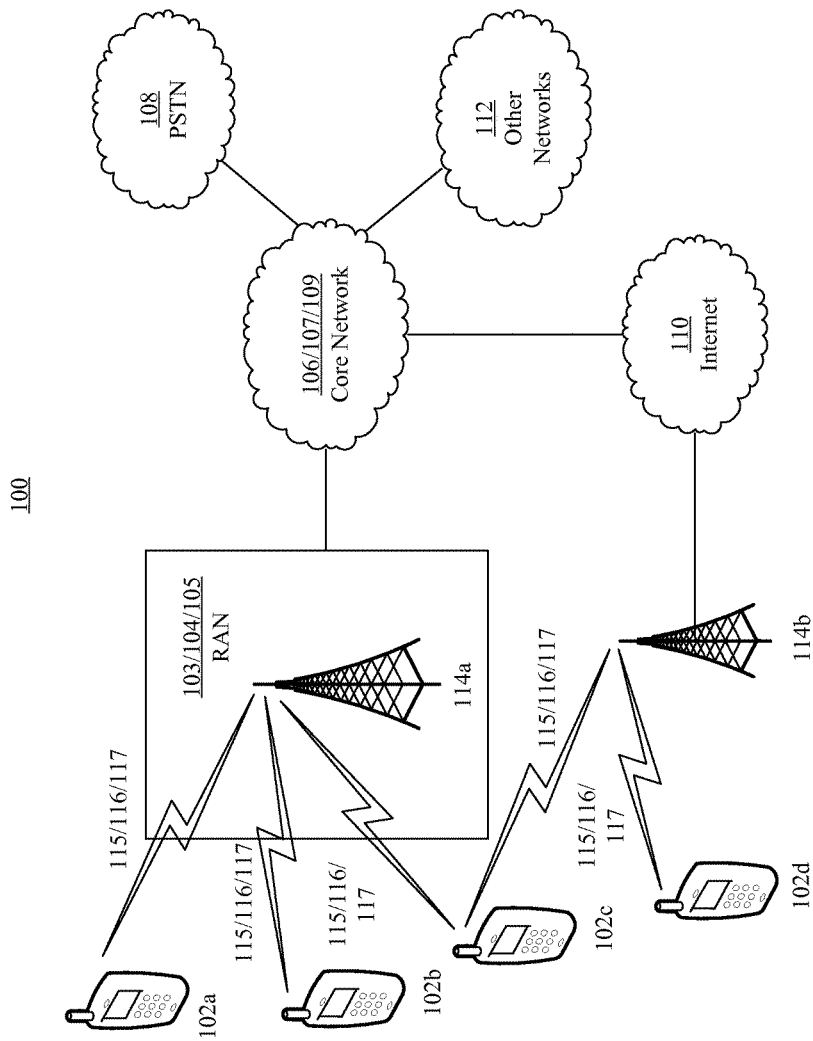 100
108
PSTN
106/107/109
Core Network
112
Other
Networks
103/104/105
RAN
114a
115/116/117
115/116/117
115/116/
117
115/116/117
115/116/
117
110
Internet
114b
102a
102b
102c
102d